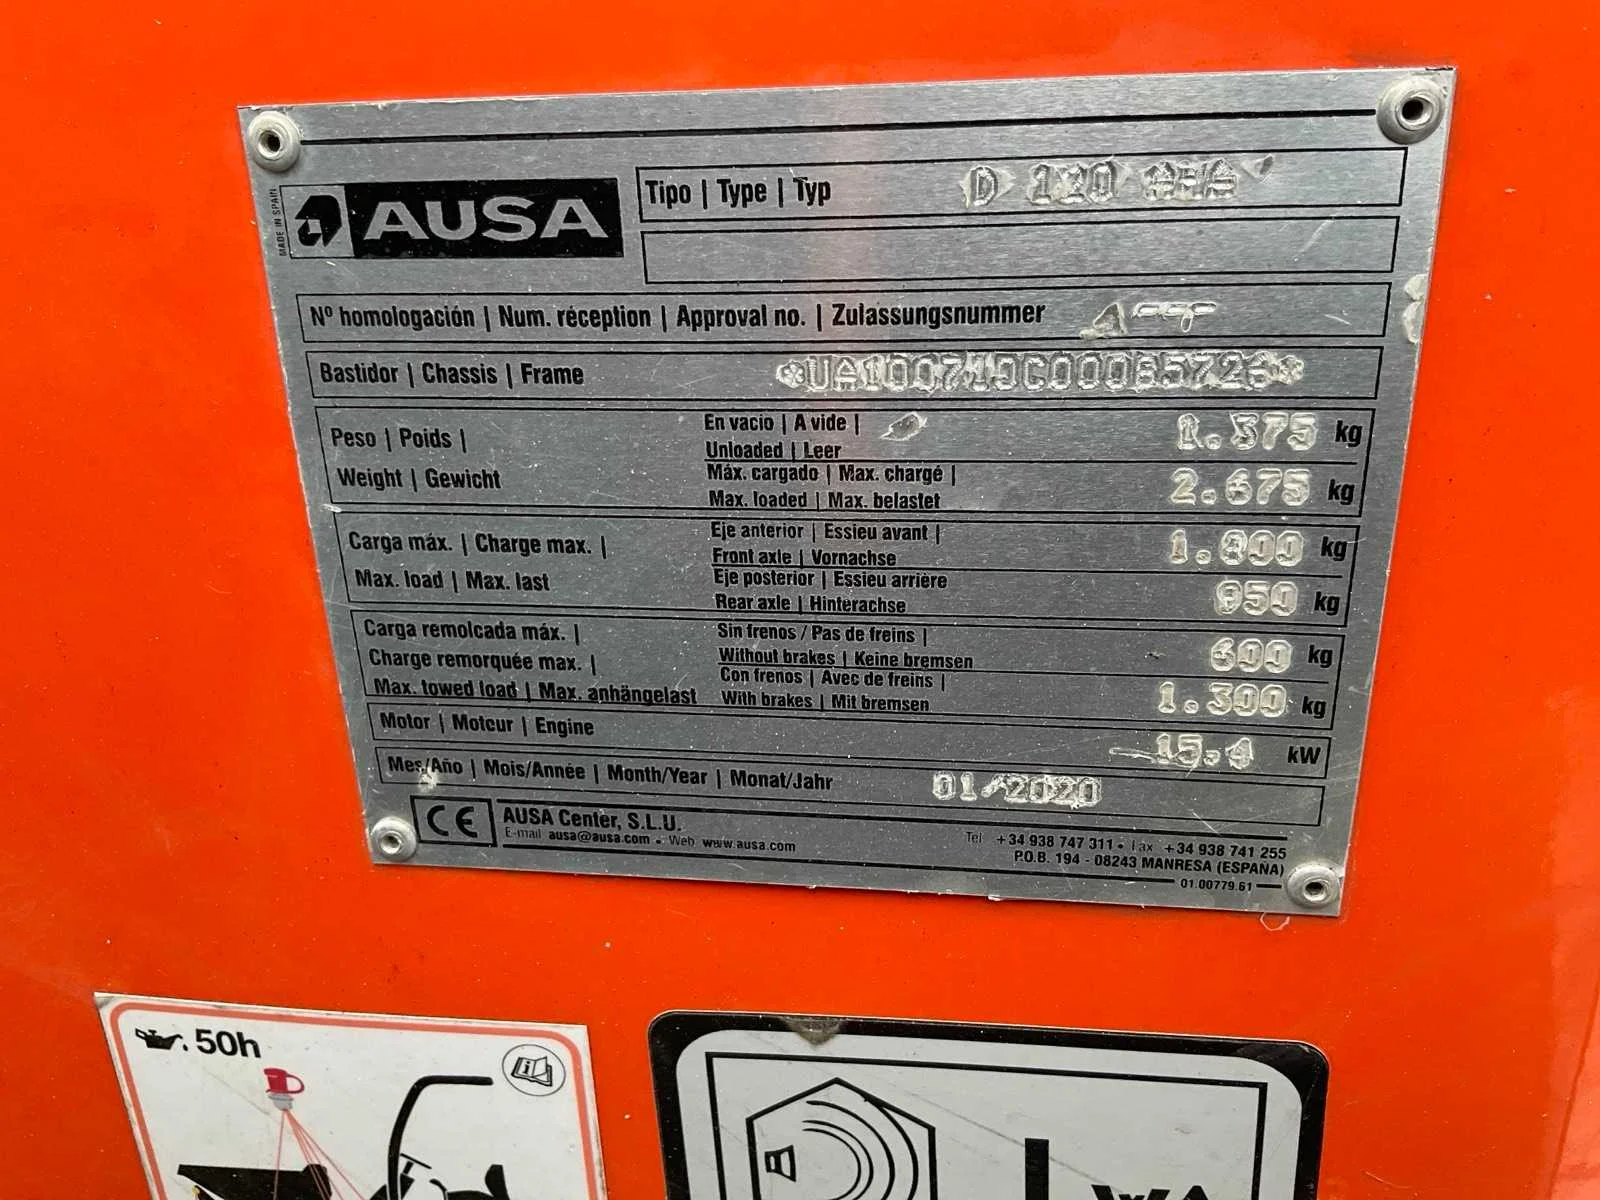 MADE IN SPAIN
AUSA
Tipo | Type | Typ D 120 AHA
Nº homologación | Num. réception | Approval no. | Zulassungsnummer
Bastidor | Chassis | Frame
Peso | Poids |
Weight | Gewicht
En vacio | A vide |
Unloaded | Leer
1.375 kg
Máx. cargado | Max. chargé |
Max. loaded | Max. belastet
2.675 kg
Carga máx. | Charge max. |
Max. load | Max. last
Eje anterior | Essieu avant |
Front axle | Vornachse
1.800 kg
Eje posterior | Essieu arrière
Rear axle | Hinterachse
950 kg
Carga remolcada máx. |
Charge remorquée max. |
Max. towed load | Max. anhängelast
Sin frenos / Pas de freins |
Without brakes | Keine bremsen
600 kg
Con frenos | Avec de freins |
With brakes | Mit bremsen
1.300 kg
Motor | Moteur | Engine 15.4 kW
Mes/Año | Mois/Année | Month/Year | Monat/Jahr 01/2020
CE
AUSA Center, S.L.U.
E-mail ausa@ausa.com • Web www.ausa.com
Tel +34 938 747 311 • Fax +34 938 741 255
P.O.B. 194 - 08243 MANRESA (ESPAÑA)
01.00779.61
50h